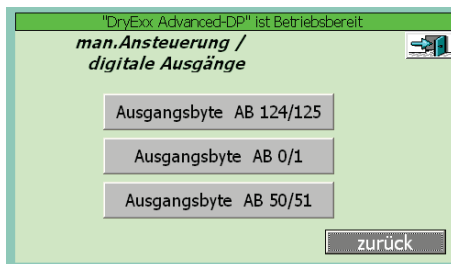 "DryExx Advanced-DP" ist Betriebsbereit
man.Ansteuerung /
digitale Ausgänge
Ausgangsbyte AB 124/125
Ausgangsbyte AB 0/1
Ausgangsbyte AB 50/51
zurück